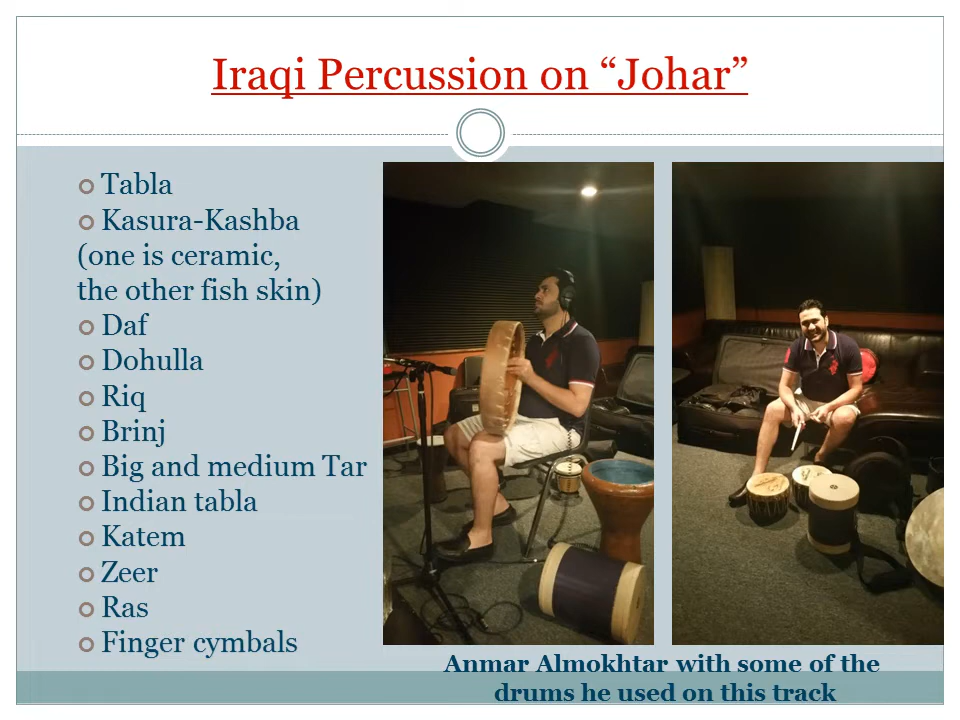 Iraqi Percussion on “Johar”
Tabla
Kasura-Kashba
(one is ceramic,
the other fish skin)
Daf
Dohulla
Riq
Brinj
Big and medium Tar
Indian tabla
Katem
Zeer
Ras
Finger cymbals
Anmar Almokhtar with some of the
drums he used on this track